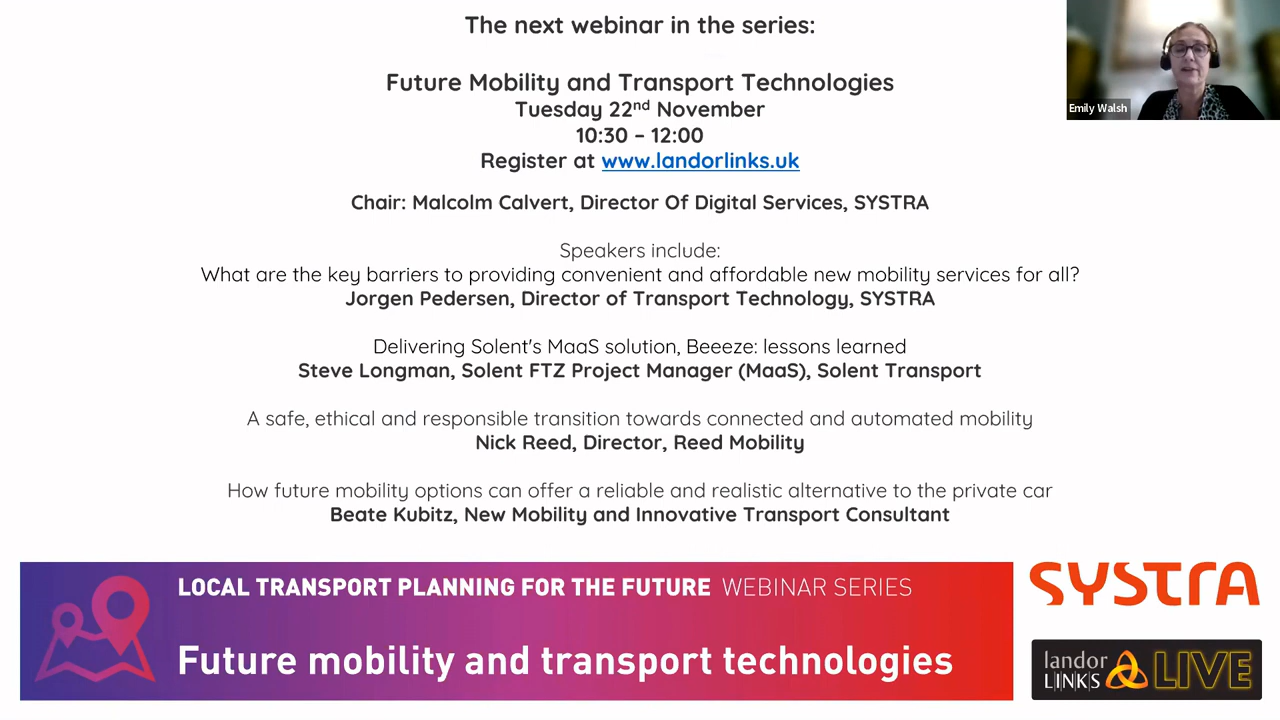 The next webinar in the series:
Future Mobility and Transport Technologies
Tuesday 22nd November
10:30 – 12:00
Register at www.landorlinks.uk
Chair: Malcolm Calvert, Director Of Digital Services, SYSTRA
Speakers include:
What are the key barriers to providing convenient and affordable new mobility services for all?
Jorgen Pedersen, Director of Transport Technology, SYSTRA
Delivering Solent's MaaS solution, Beeeze: lessons learned
Steve Longman, Solent FTZ Project Manager (MaaS), Solent Transport
A safe, ethical and responsible transition towards connected and automated mobility
Nick Reed, Director, Reed Mobility
How future mobility options can offer a reliable and realistic alternative to the private car
Beate Kubitz, New Mobility and Innovative Transport Consultant
Emily Walsh
LOCAL TRANSPORT PLANNING FOR THE FUTURE WEBINAR SERIES
Future mobility and transport technologies
SYSTRA
landor LINKS LIVE